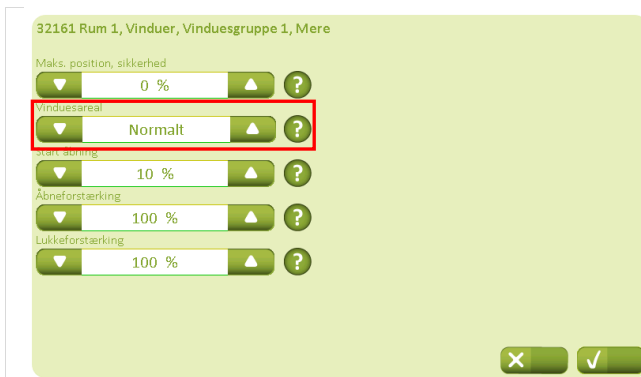 32161 Rum 1, Vinduer, Vinduesgruppe 1, Mere
Maks. position, sikkerhed
0 %
?
Vinduesareal
Normalt
?
Start åbning
10 %
?
Åbneforstærking
100 %
?
Lukkeforstærking
100 %
?